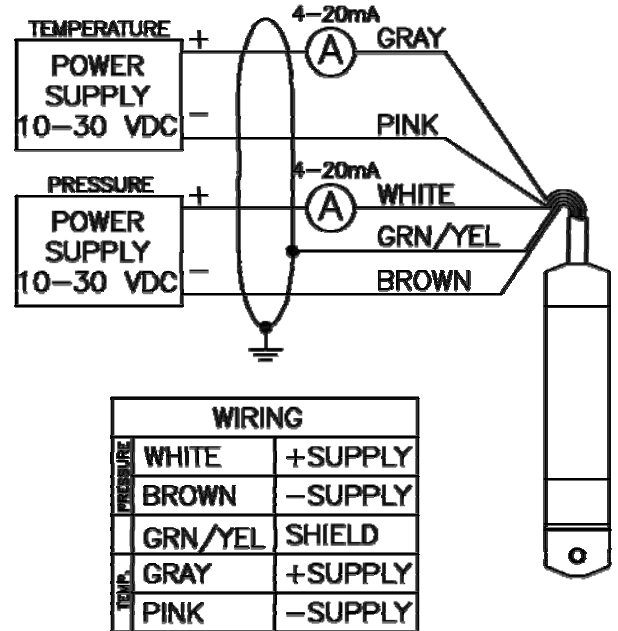 TEMPERATURE
+
4-20mA
GRAY
POWER
SUPPLY
10-30 VDC
-
PINK
A
PRESSURE
+
4-20mA
WHITE
POWER
SUPPLY
10-30 VDC
-
A
GRN/YEL
BROWN
WIRING
PRESSURE
WHITE +SUPPLY
BROWN -SUPPLY
GRN/YEL SHIELD
TEMP.
GRAY +SUPPLY
PINK -SUPPLY